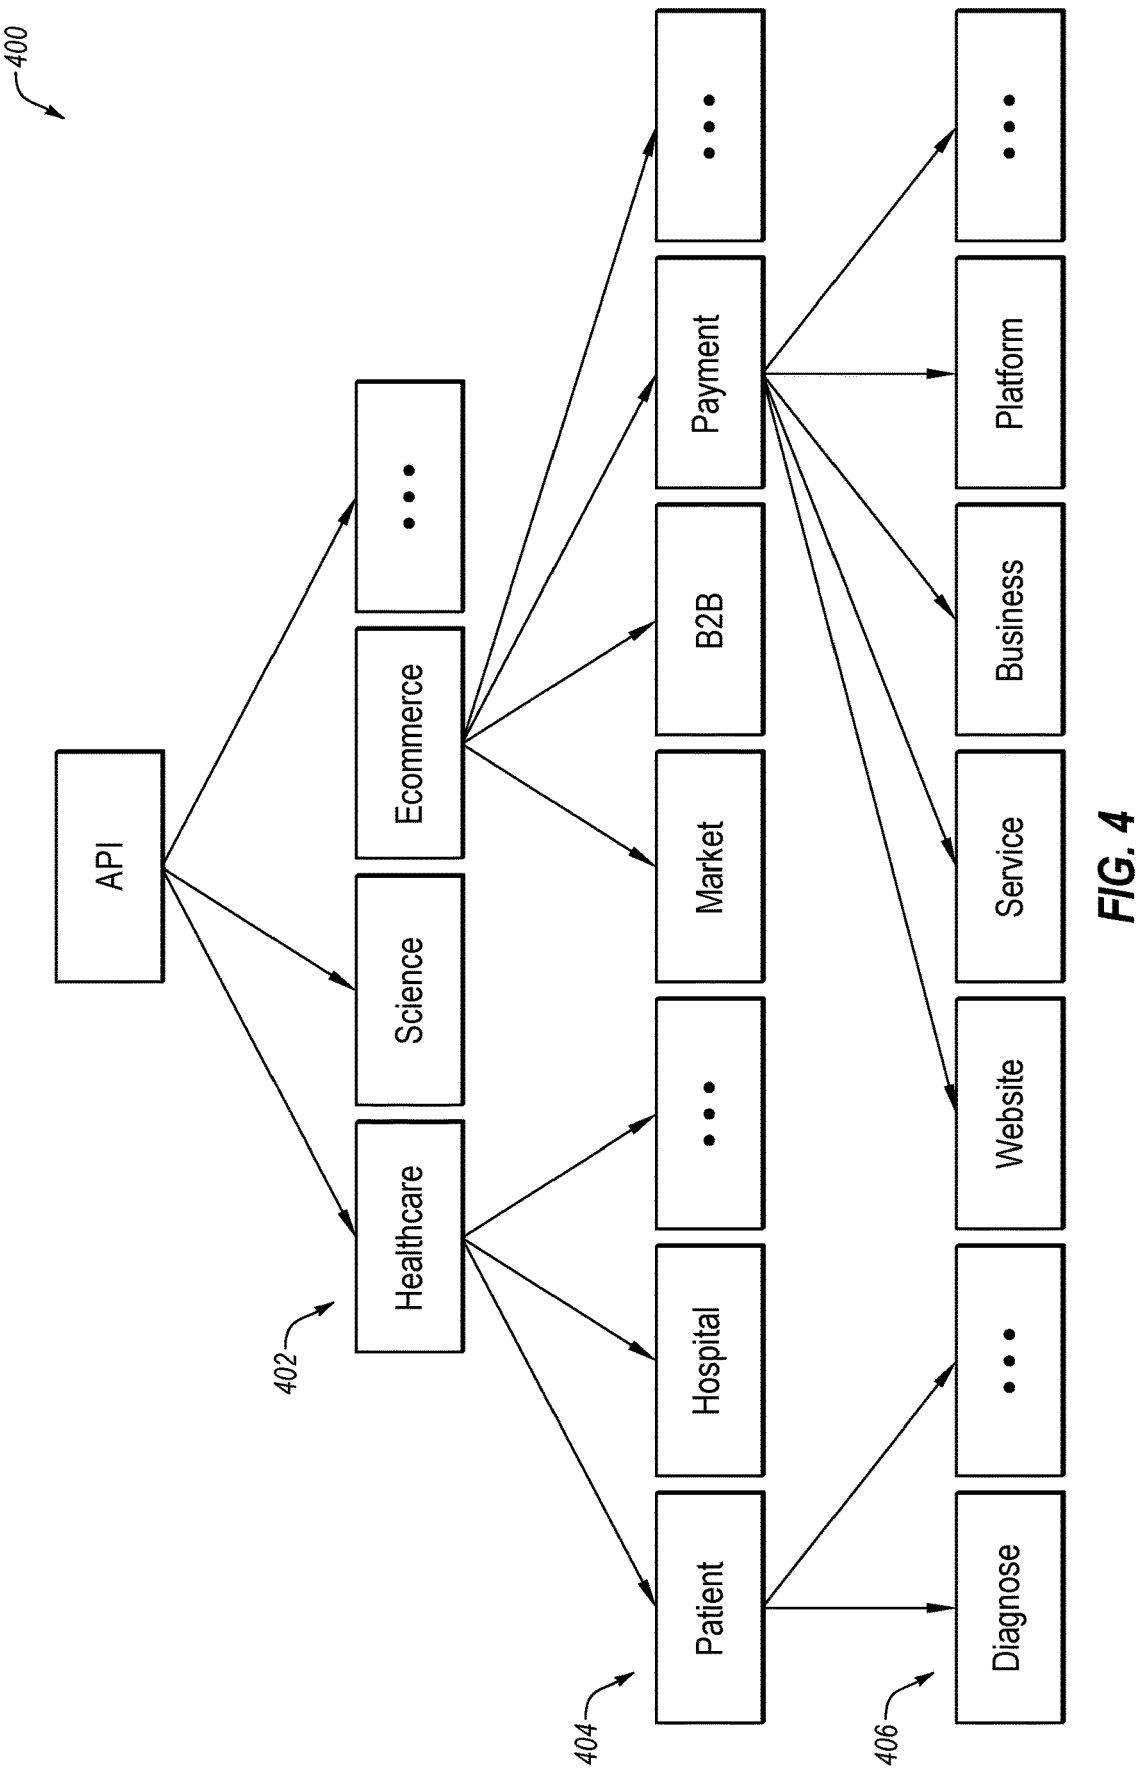 400
API
402
Healthcare
Science
Ecommerce
...
404
Patient
Hospital
...
Market
B2B
Payment
...
406
Diagnose
...
Website
Service
Business
Platform
...
FIG. 4